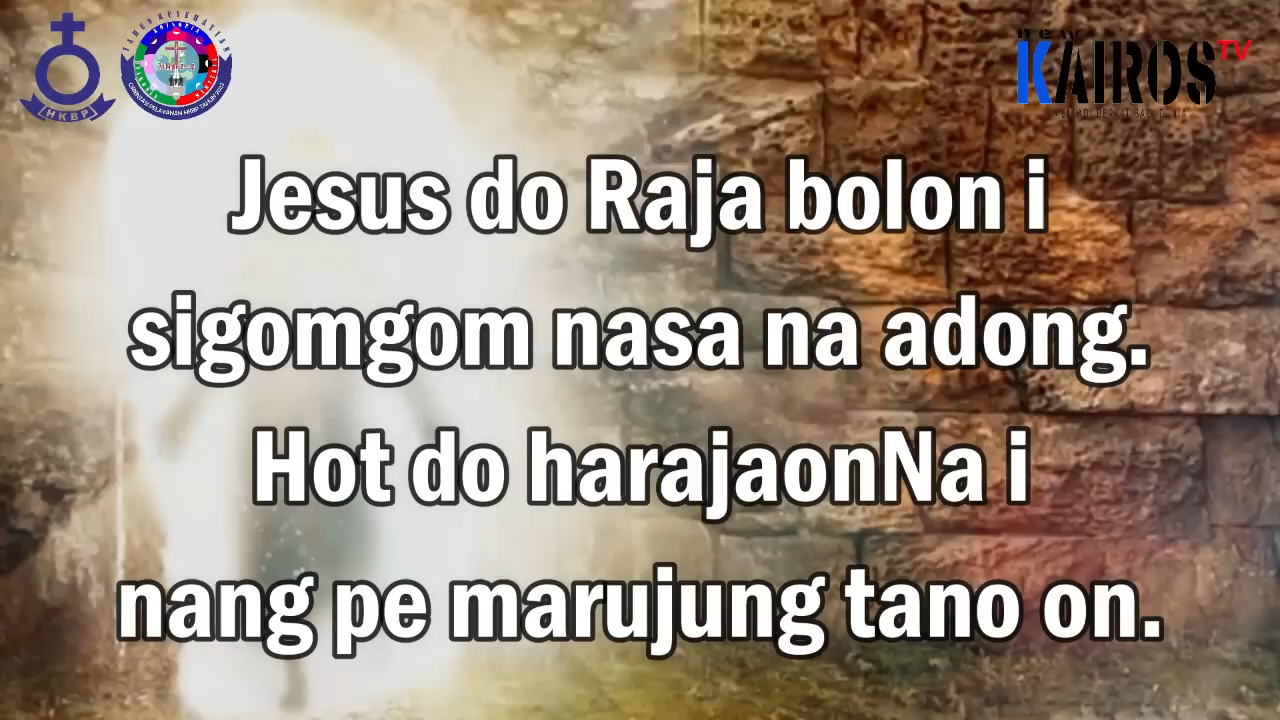 HKBP
new
KAIROS TV
Jesus do Raja bolon i
sigomgom nasa na adong.
Hot do harajaonNa i
nang pe marujung tano on.